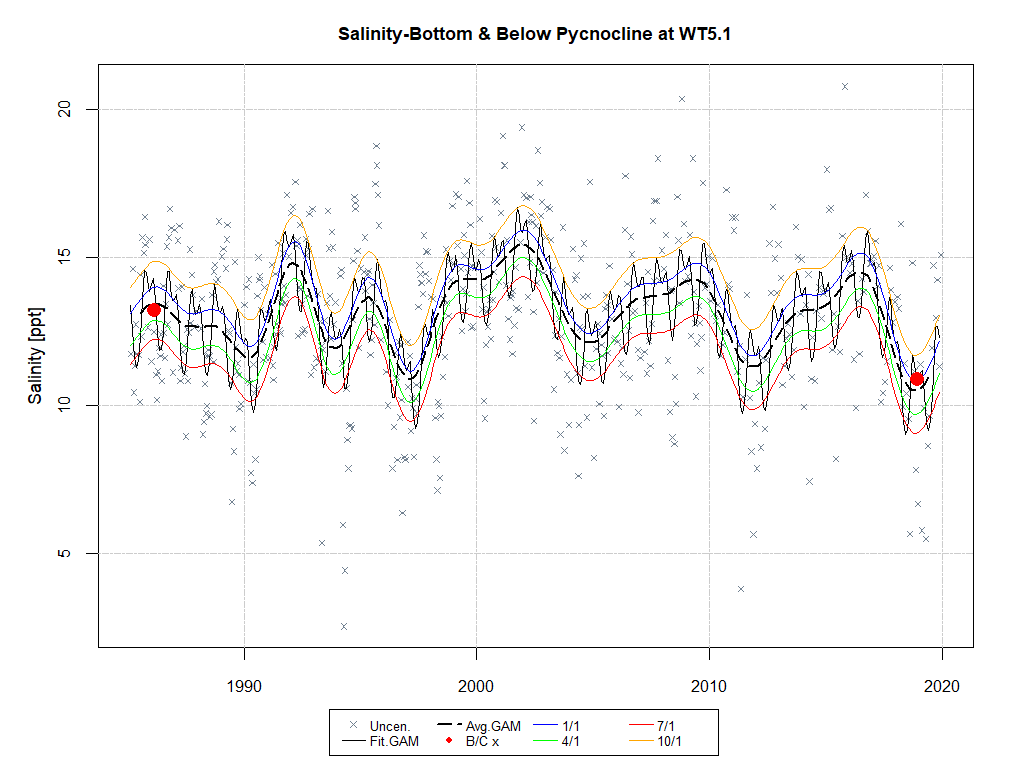 Salinity-Bottom & Below Pycnocline at WT5.1
Salinity [ppt]
20
15
10
5
1990 2000 2010 2020
Uncen. Avg.GAM 1/1 7/1
Fit.GAM B/C x 4/1 10/1